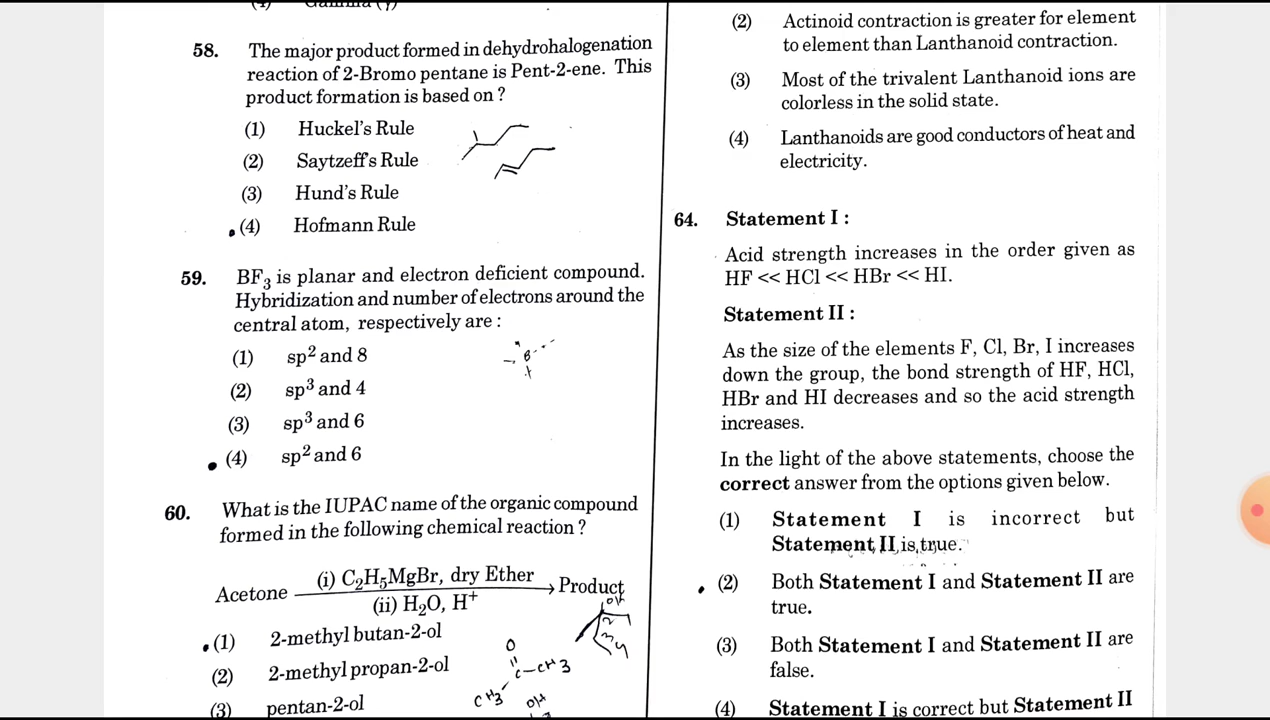 (4) Gamma (γ)
58. The major product formed in dehydrohalogenation
reaction of 2-Bromo pentane is Pent-2-ene. This
product formation is based on ?
(1) Huckel's Rule
(2) Saytzeff's Rule
(3) Hund's Rule
(4) Hofmann Rule
59. BF3 is planar and electron deficient compound.
Hybridization and number of electrons around the
central atom, respectively are :
(1) sp2 and 8
(2) sp3 and 4
(3) sp3 and 6
(4) sp2 and 6
B
60. What is the IUPAC name of the organic compound
formed in the following chemical reaction ?
Acetone (i) C2H5MgBr, dry Ether → Product
(ii) H2O, H+
(1) 2-methyl butan-2-ol
(2) 2-methyl propan-2-ol
(3) pentan-2-ol
OH
2
3
4
O
C-CH3
CH3
OH
(2) Actinoid contraction is greater for element
to element than Lanthanoid contraction.
(3) Most of the trivalent Lanthanoid ions are
colorless in the solid state.
(4) Lanthanoids are good conductors of heat and
electricity.
64. Statement I :
Acid strength increases in the order given as
HF << HCl << HBr << HI.
Statement II :
As the size of the elements F, Cl, Br, I increases
down the group, the bond strength of HF, HCl,
HBr and HI decreases and so the acid strength
increases.
In the light of the above statements, choose the
correct answer from the options given below.
(1) Statement I is incorrect but
Statement II is true.
(2) Both Statement I and Statement II are
true.
(3) Both Statement I and Statement II are
false.
(4) Statement I is correct but Statement II